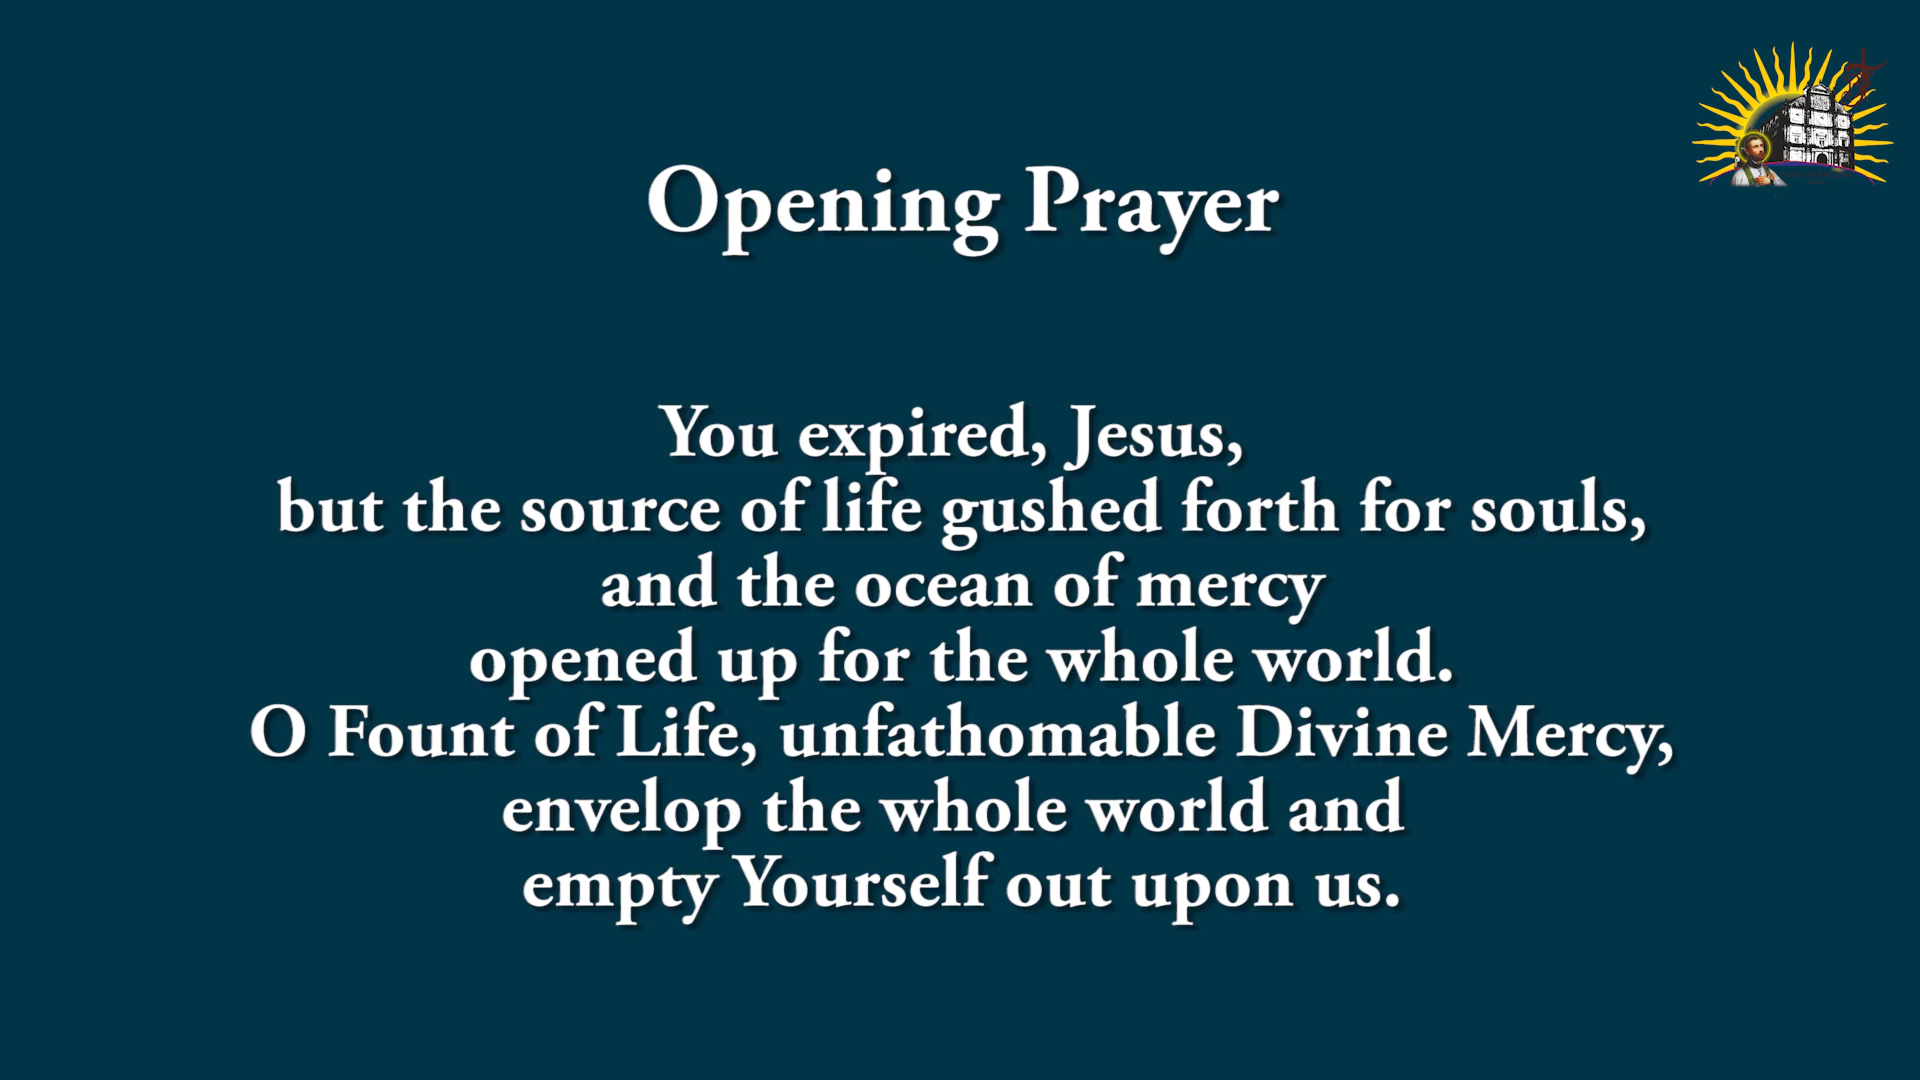 Opening Prayer
You expired, Jesus,
but the source of life gushed forth for souls,
and the ocean of mercy
opened up for the whole world.
O Fount of Life, unfathomable Divine Mercy,
envelop the whole world and
empty Yourself out upon us.